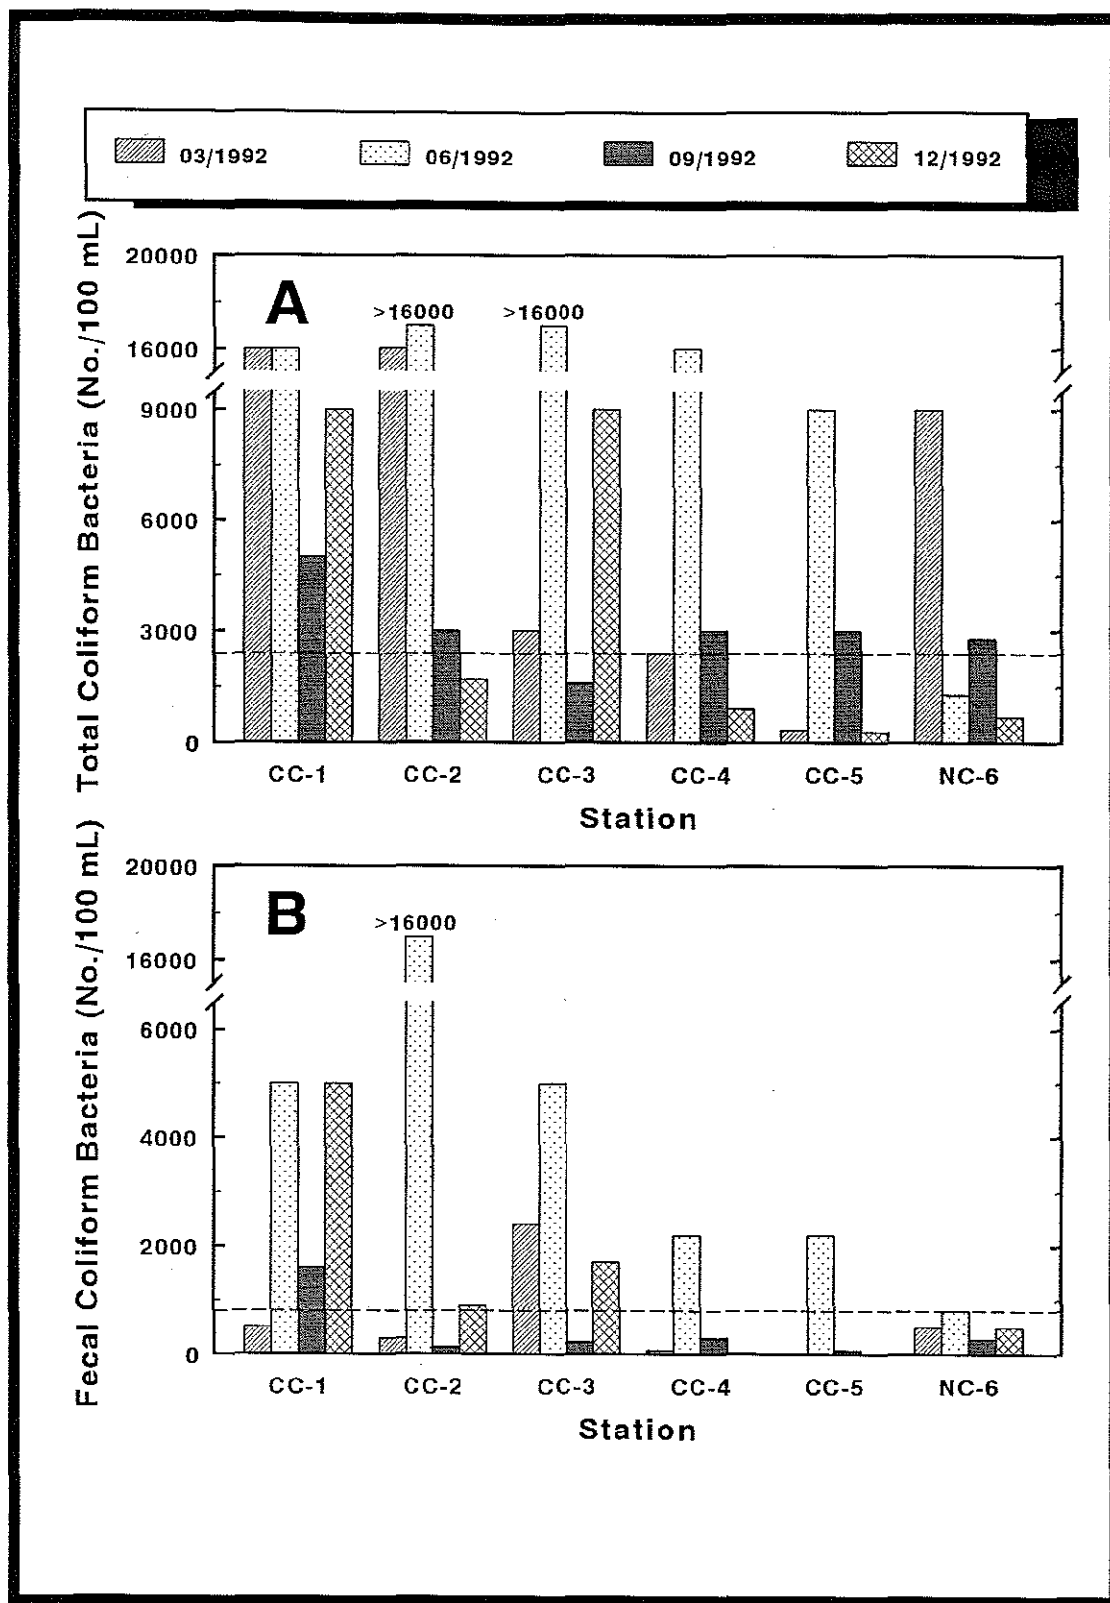 03/1992 06/1992 09/1992 12/1992
Total Coliform Bacteria (No./100 mL)
A
20000
16000
9000
6000
3000
0
>16000 >16000
CC-1 CC-2 CC-3 CC-4 CC-5 NC-6
Station
Fecal Coliform Bacteria (No./100 mL)
B
20000
16000
6000
4000
2000
0
>16000
CC-1 CC-2 CC-3 CC-4 CC-5 NC-6
Station